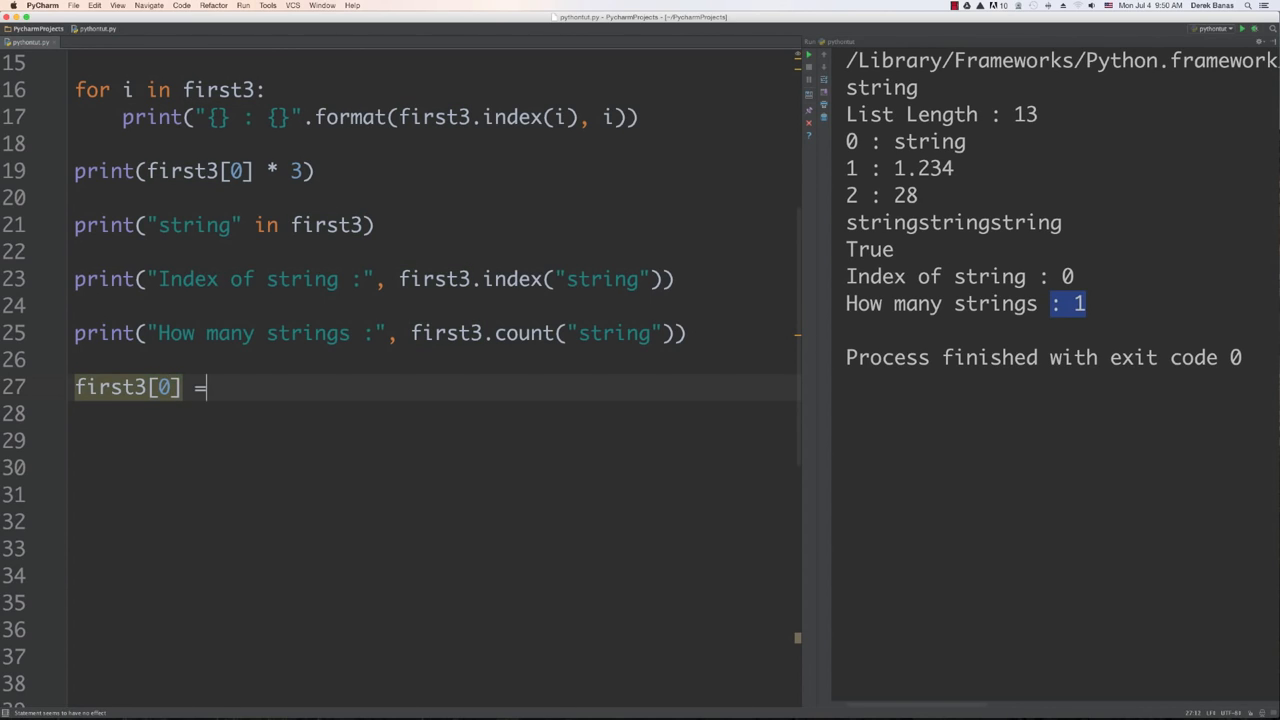 PyCharm File Edit View Navigate Code Refactor Run Tools VCS Window Help
10 Mon Jul 4 9:50 AM Derek Banas
pythontut.py - PycharmProjects - [~/PycharmProjects]
PycharmProjects pythontut.py
pythontut
pythontut.py
Run pythontut
15
16 for i in first3:
17 print("{} : {}".format(first3.index(i), i))
18
19 print(first3[0] * 3)
20
21 print("string" in first3)
22
23 print("Index of string :", first3.index("string"))
24
25 print("How many strings :", first3.count("string"))
26
27 first3[0] =
28
29
30
31
32
33
34
35
36
37
38
/Library/Frameworks/Python.framework
string
List Length : 13
0 : string
1 : 1.234
2 : 28
stringstringstring
True
Index of string : 0
How many strings : 1
Process finished with exit code 0
Statement seems to have no effect
27:12 LF÷ UTF-8÷